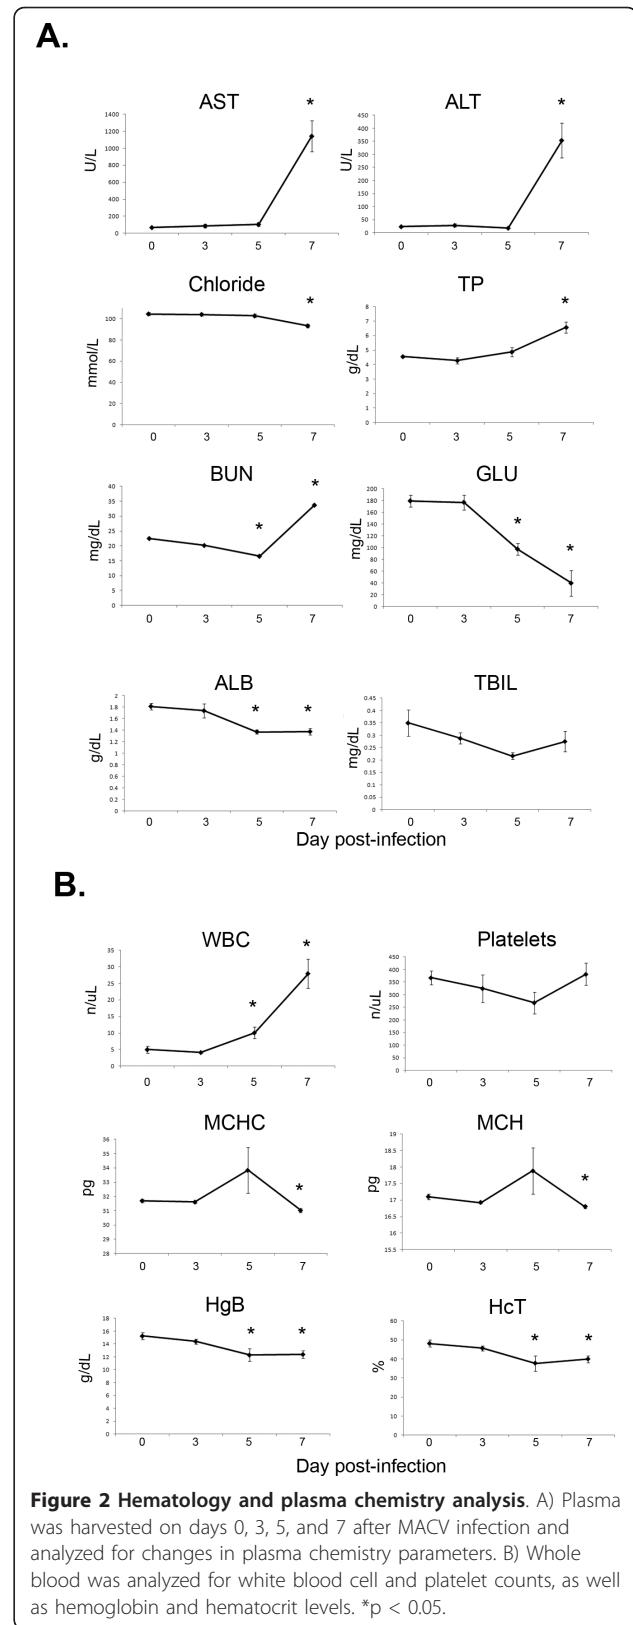 A.
AST
*
U/L
1400
1200
1000
800
600
400
200
0
0 3 5 7
ALT
*
U/L
450
400
350
300
250
200
150
100
50
0
0 3 5 7
Chloride
*
mmol/L
100
80
60
40
20
0
0 3 5 7
TP
*
g/dL
8
7
6
5
4
3
2
1
0
0 3 5 7
BUN
* *
mg/dL
40
35
30
25
20
15
10
5
0
0 3 5 7
GLU
* *
mg/dL
200
180
160
140
120
100
80
60
40
20
0
0 3 5 7
ALB
* *
g/dL
2
1.8
1.6
1.4
1.2
1
0.8
0.6
0.4
0.2
0
0 3 5 7
TBIL
mg/dL
0.45
0.4
0.35
0.3
0.25
0.2
0.15
0.1
0.05
0
0 3 5 7
Day post-infection
B.
WBC
* *
n/uL
35
30
25
20
15
10
5
0
0 3 5 7
Platelets
n/uL
450
400
350
300
250
200
150
100
50
0
0 3 5 7
MCHC
*
pg
36
35
34
33
32
31
30
29
28
0 3 5 7
MCH
*
pg
19
18.5
18
17.5
17
16.5
16
15.5
0 3 5 7
HgB
* *
g/dL
18
16
14
12
10
8
6
4
2
0
0 3 5 7
HcT
* *
%
60
50
40
30
20
10
0
0 3 5 7
Day post-infection
Figure 2 Hematology and plasma chemistry analysis. A) Plasma
was harvested on days 0, 3, 5, and 7 after MACV infection and
analyzed for changes in plasma chemistry parameters. B) Whole
blood was analyzed for white blood cell and platelet counts, as well
as hemoglobin and hematocrit levels. *p < 0.05.